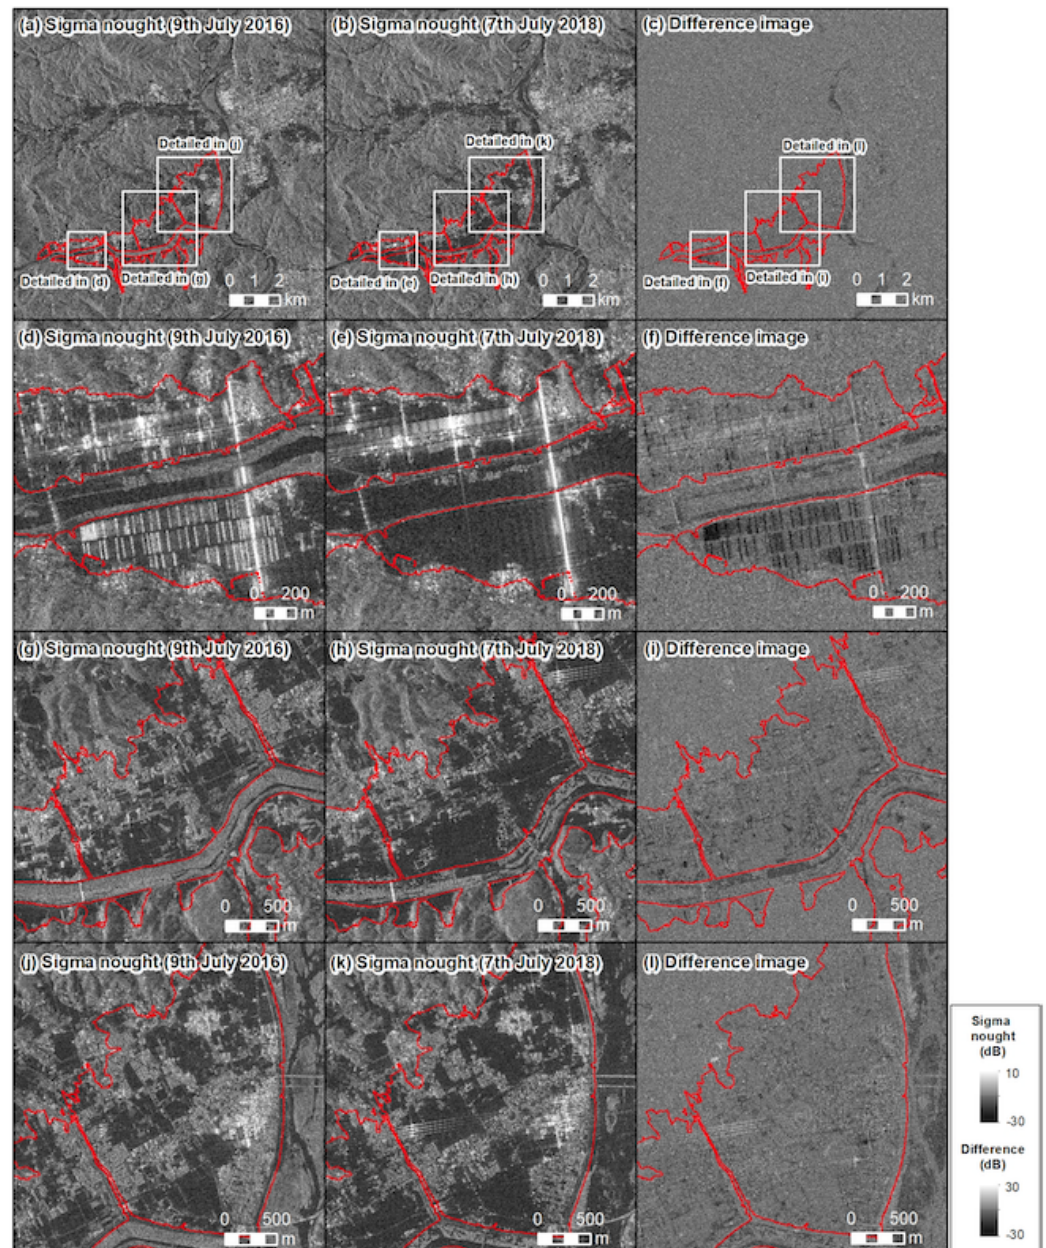 (a) Sigma nought (9th July 2016)
(b) Sigma nought (7th July 2018)
(c) Difference image
Detailed in (j)
Detailed in (k)
Detailed in (l)
Detailed in (d)
Detailed in (g)
Detailed in (e)
Detailed in (h)
Detailed in (f)
Detailed in (i)
0 1 2
km
0 1 2
km
0 1 2
km
(d) Sigma nought (9th July 2016)
(e) Sigma nought (7th July 2018)
(f) Difference image
0 200
m
0 200
m
0 200
m
(g) Sigma nought (9th July 2016)
(h) Sigma nought (7th July 2018)
(i) Difference image
0 500
m
0 500
m
0 500
m
(j) Sigma nought (9th July 2016)
(k) Sigma nought (7th July 2018)
(l) Difference image
0 500
m
0 500
m
0 500
m
Sigma
nought
(dB)
10
-30
Difference
(dB)
30
-30